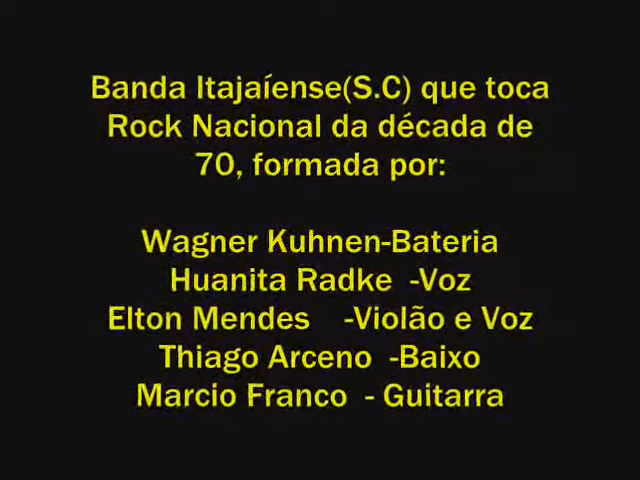 Banda Itajaíense(S.C) que toca
Rock Nacional da década de
70, formada por:
Wagner Kuhnen-Bateria
Huanita Radke -Voz
Elton Mendes -Violão e Voz
Thiago Arceno -Baixo
Marcio Franco - Guitarra